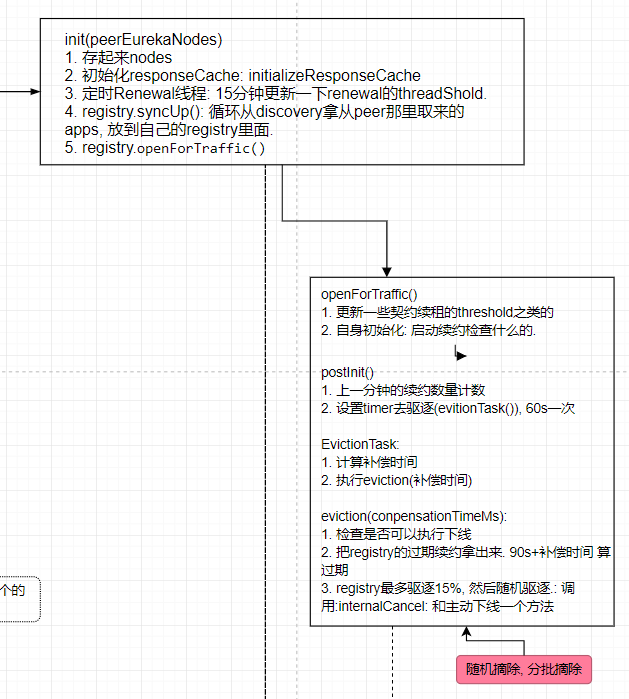 init(peerEurekaNodes)
1. 存起来nodes
2. 初始化responseCache: initializeResponseCache
3. 定时Renewal线程: 15分钟更新一下renewal的threadShold.
4. registry.syncUp(): 循环从discovery拿从peer那里取来的
apps, 放到自己的registry里面.
5. registry.openForTraffic()
openForTraffic()
1. 更新一些契约续租的threshold之类的
2. 自身初始化: 启动续约检查什么的.
postInit()
1. 上一分钟的续约数量计数
2. 设置timer去驱逐(evitionTask()), 60s一次
EvictionTask:
1. 计算补偿时间
2. 执行eviction(补偿时间)
eviction(conpensationTimeMs):
1. 检查是否可以执行下线
2. 把registry的过期续约拿出来. 90s+补偿时间 算
过期
3. registry最多驱逐15%, 然后随机驱逐.: 调
用:internalCancel: 和主动下线一个方法
个的
随机摘除, 分批摘除